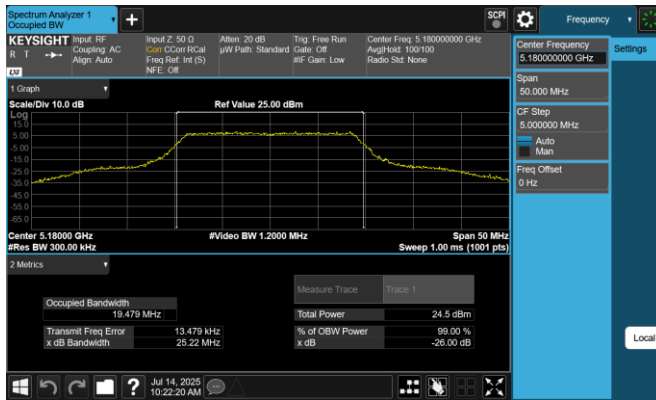 Spectrum Analyzer 1
Occupied BW
+
SCPI
Frequency
KEYSIGHT
R T
LXI
Input: RF
Coupling: AC
Align: Auto
Input Z: 50 Ω
Corr CCorr RCal
Freq Ref: Int (S)
NFE: Off
Atten: 20 dB
µW Path: Standard
Trig: Free Run
Gate: Off
#IF Gain: Low
Center Freq: 5.180000000 GHz
Avg|Hold: 100/100
Radio Std: None
Center Frequency
5.180000000 GHz
Settings
Span
50.000 MHz
CF Step
5.000000 MHz
Auto
Man
Freq Offset
0 Hz
Local
1 Graph
Scale/Div 10.0 dB
Ref Value 25.00 dBm
Log
15.0
5.00
-5.00
-15.0
-25.0
-35.0
-45.0
-55.0
-65.0
Center 5.18000 GHz
#Video BW 1.2000 MHz
Span 50 MHz
#Res BW 300.00 kHz
Sweep 1.00 ms (1001 pts)
2 Metrics
Measure Trace
Trace 1
Occupied Bandwidth
19.479 MHz
Total Power
24.5 dBm
Transmit Freq Error
13.479 kHz
% of OBW Power
99.00 %
x dB Bandwidth
25.22 MHz
x dB
-26.00 dB
?
Jul 14, 2025
10:22:20 AM